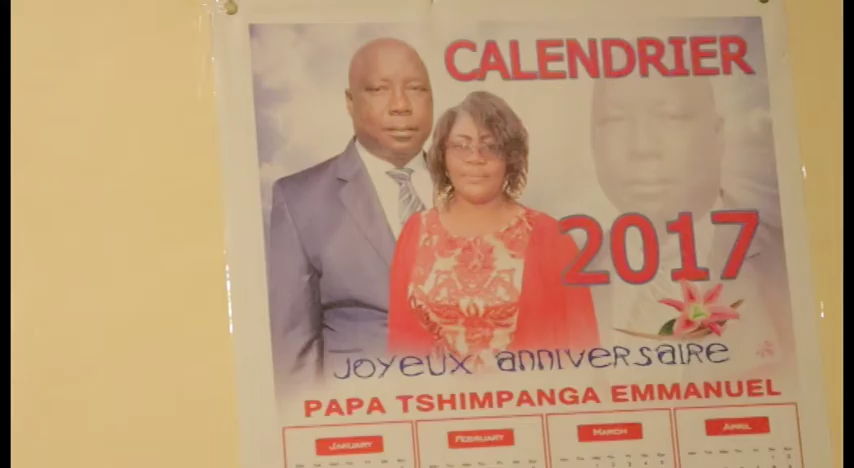 CALENDRIER
2017
JOYEUX anniversaire
PAPA TSHIMPANGA EMMANUEL
JANUARY FEBRUARY MARCH APRIL